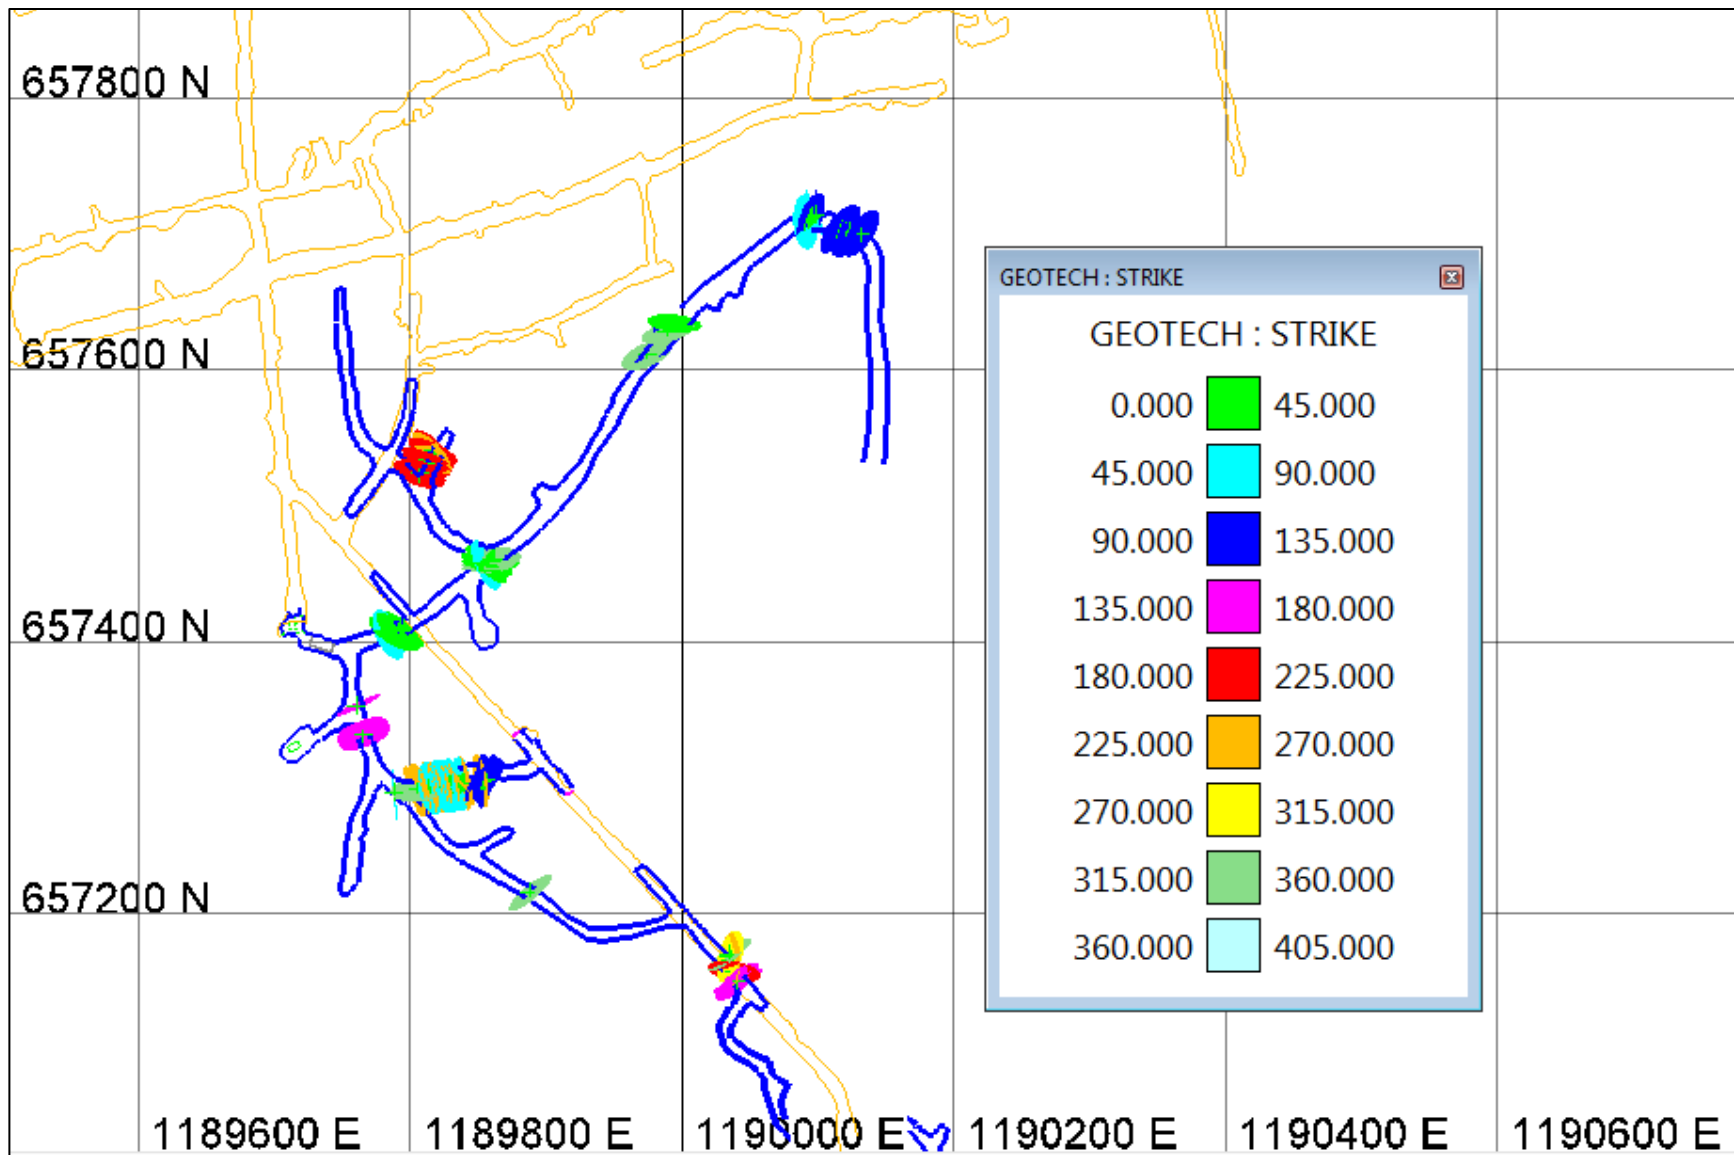 657800 N
657600 N
657400 N
657200 N
1189600 E 1189800 E 1190000 E 1190200 E 1190400 E 1190600 E
GEOTECH : STRIKE
GEOTECH : STRIKE
0.000 45.000
45.000 90.000
90.000 135.000
135.000 180.000
180.000 225.000
225.000 270.000
270.000 315.000
315.000 360.000
360.000 405.000